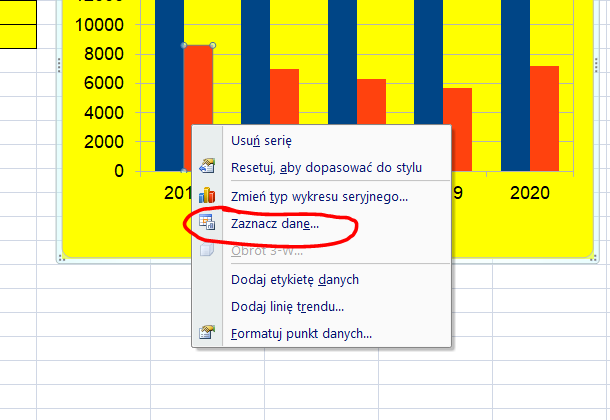 10000
8000
6000
4000
2000
0
2020
Usuń serię
Resetuj, aby dopasować do stylu
Zmień typ wykresu seryjnego...
Zaznacz dane...
Obrót 3-W...
Dodaj etykietę danych
Dodaj linię trendu...
Formatuj punkt danych...